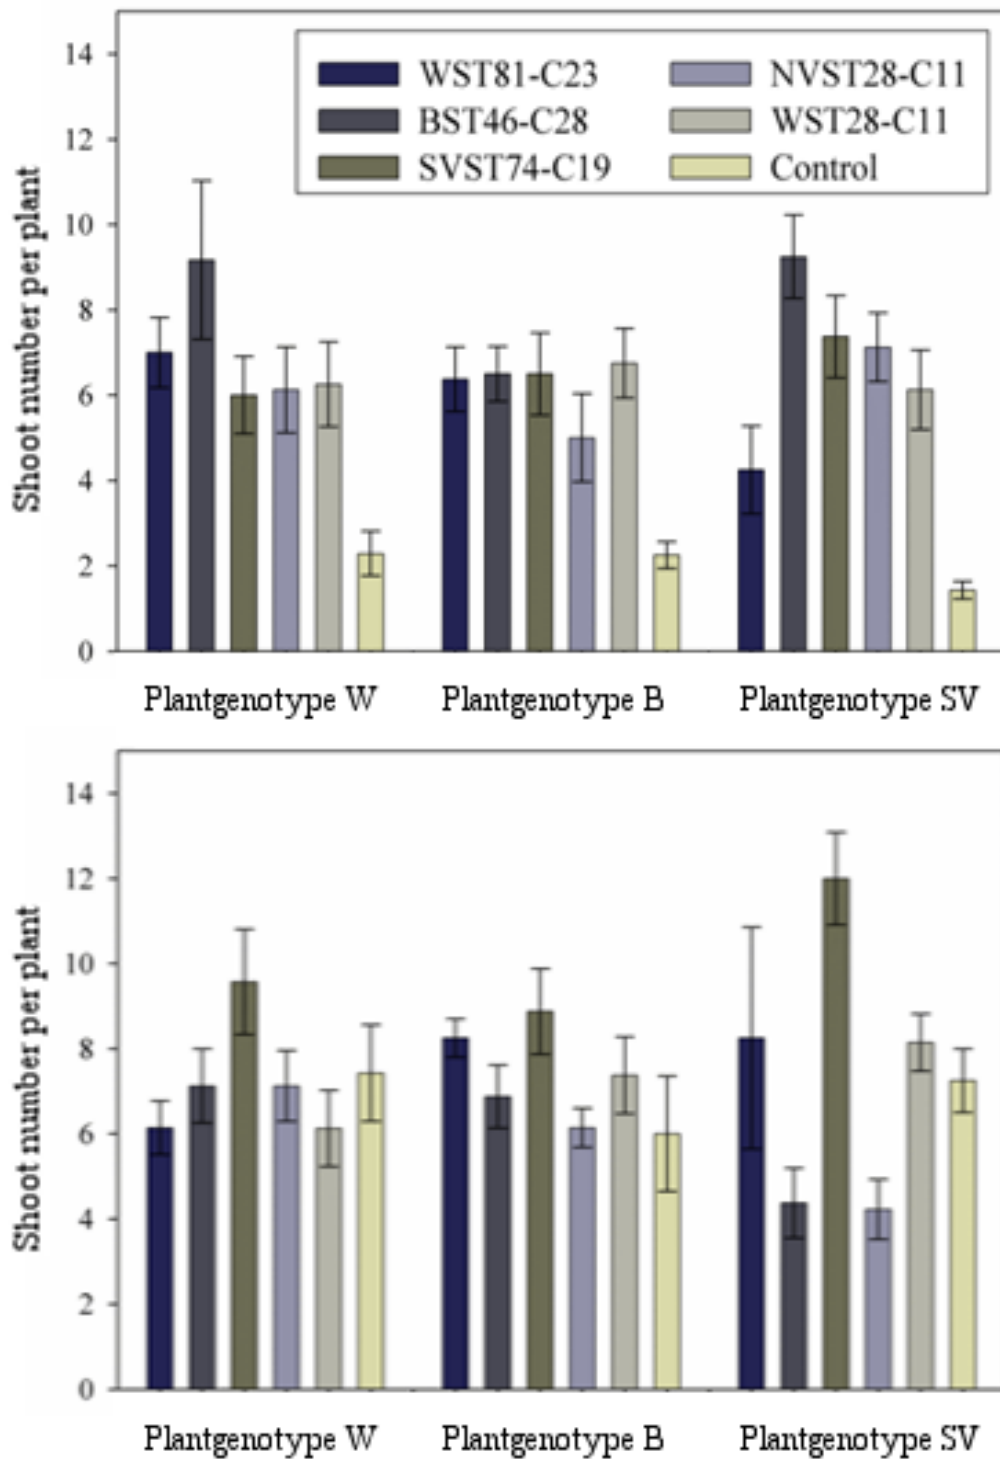 14
12
10
8
6
4
2
0
Shoot number per plant
WST81-C23 NVST28-C11
BST46-C28 WST28-C11
SVST74-C19 Control
Plantgenotype W Plantgenotype B Plantgenotype SV
14
12
10
8
6
4
2
0
Shoot number per plant
Plantgenotype W Plantgenotype B Plantgenotype SV